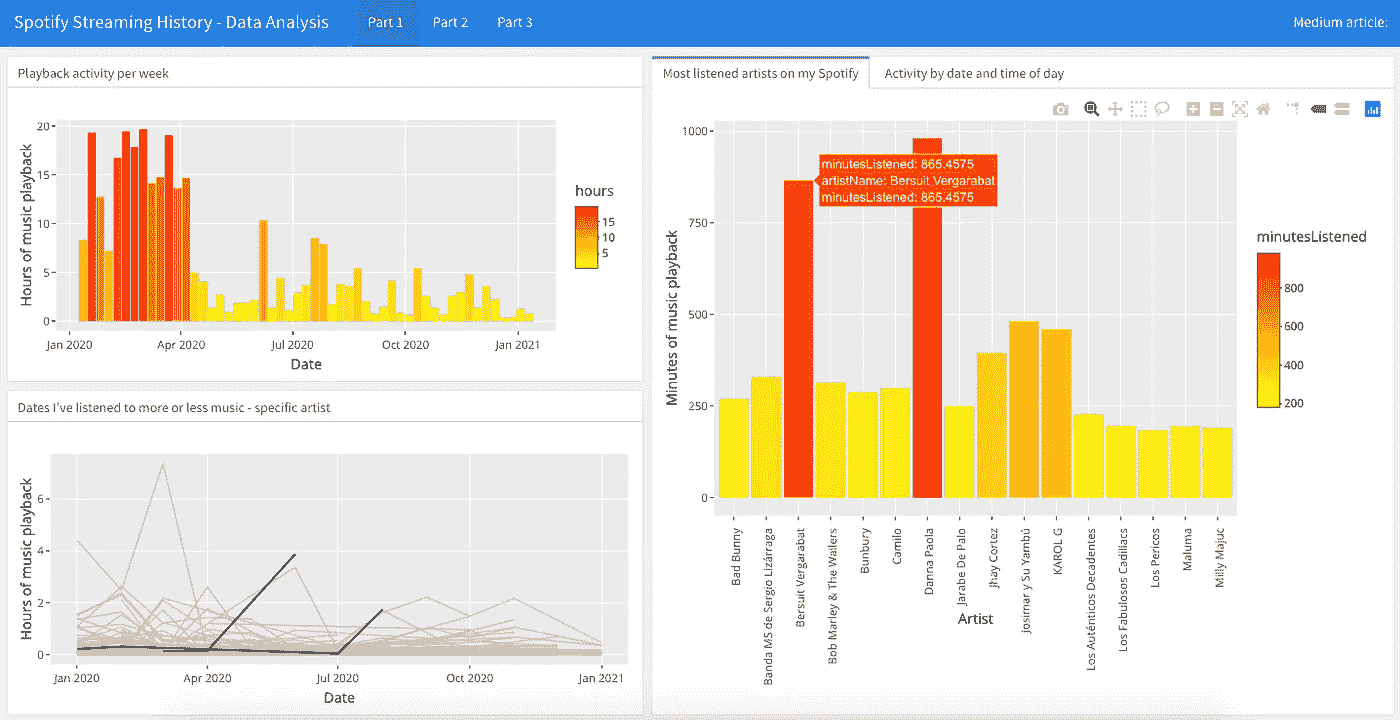 Spotify Streaming History - Data Analysis Part 1 Part 2 Part 3 Medium article:
Playback activity per week
Hours of music playback
20
15
10
5
0
Jan 2020 Apr 2020 Jul 2020 Oct 2020 Jan 2021
Date
hours
15
10
5
Dates I've listened to more or less music - specific artist
Hours of music playback
6
4
2
0
Jan 2020 Apr 2020 Jul 2020 Oct 2020 Jan 2021
Date
Most listened artists on my Spotify Activity by date and time of day
Minutes of music playback
1000
750
500
250
0
minutesListened: 865.4575
artistName: Bersuit Vergarabat
minutesListened: 865.4575
Bad Bunny
Banda MS de Sergio Lizárraga
Bersuit Vergarabat
Bob Marley & The Wailers
Bunbury
Camilo
Danna Paola
Jarabe De Palo
Jhay Cortez
Josimar y Su Yambú
KAROL G
Los Auténticos Decadentes
Los Fabulosos Cadillacs
Los Pericos
Maluma
Milly Majuc
Artist
minutesListened
800
600
400
200